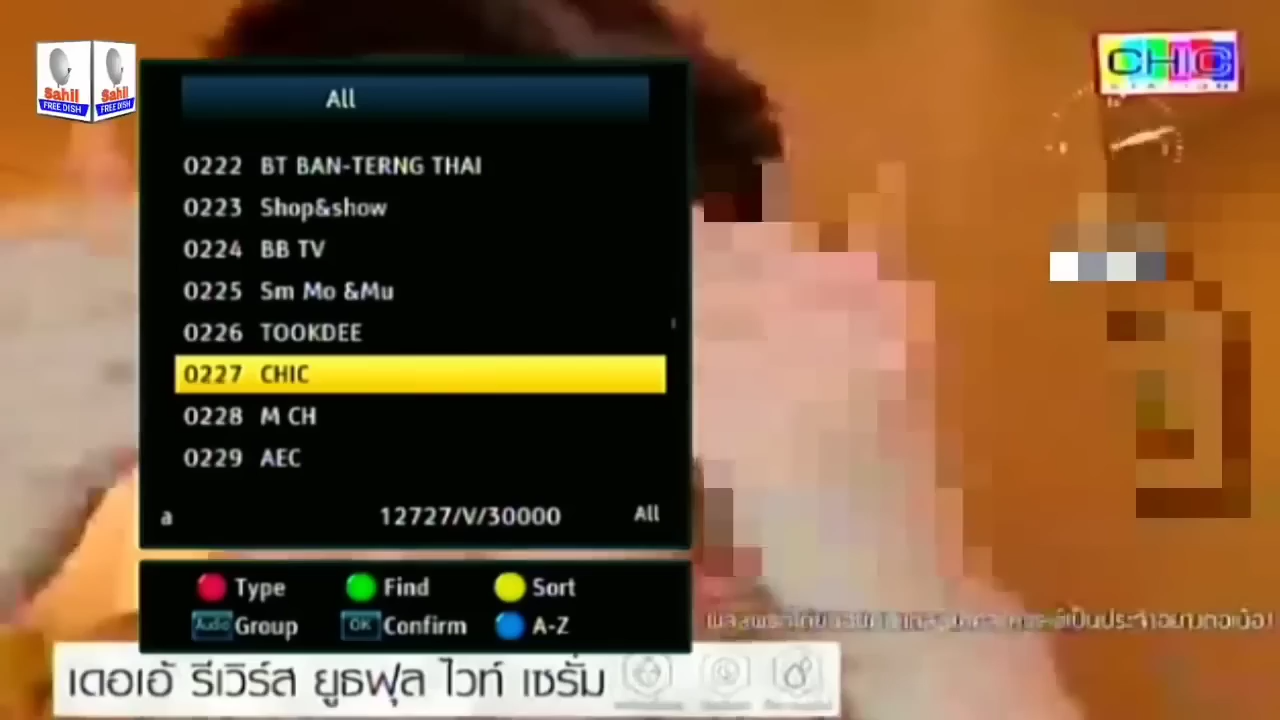 Sahil
FREE DISH
Sahil
FREE DISH
CHIC
All
0222 BT BAN-TERNG THAI
0223 Shop&show
0224 BB TV
0225 Sm Mo &Mu
0226 TOOKDEE
0227 CHIC
0228 M CH
0229 AEC
a 12727/V/30000 All
Type Find Sort
Audio Group OK Confirm A-Z
เดอเอ้ รีเวิร์ส ยูธฟุล ไวท์ เซรั่ม